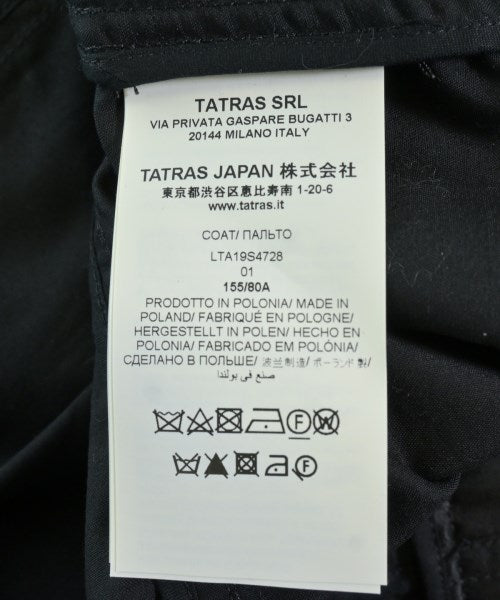 TATRAS SRL
VIA PRIVATA GASPARE BUGATTI 3
20144 MILANO ITALY
TATRAS JAPAN 株式会社
東京都渋谷区恵比寿南 1-20-6
www.tatras.it
COAT/ ПАЛЬТО
LTA19S4728
01
155/80A
PRODOTTO IN POLONIA/ MADE IN
POLAND/ FABRIQUÉ EN POLOGNE/
HERGESTELLT IN POLEN/ HECHO EN
POLONIA/ FABRICADO EM POLÓNIA/
СДЕЛАНО В ПОЛЬШЕ/ 波兰制造/ ポーランド製/
صنع في بولندا
F W
F